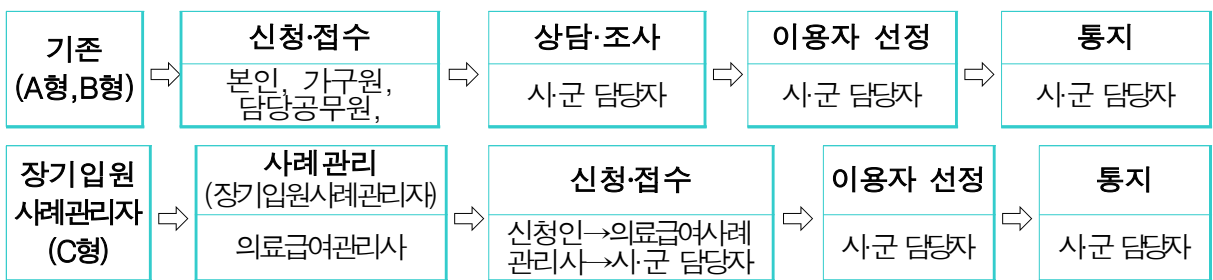 기존
(A형,B형)
신청·접수
본인, 가구원,
담당공무원,
상담·조사
시·군 담당자
이용자 선정
시·군 담당자
통지
시·군 담당자
장기입원
사례관리자
(C형)
사례관리
(장기입원사례관리자)
의료급여관리사
신청·접수
신청인→의료급여사례
관리사→시·군 담당자
이용자 선정
시·군 담당자
통지
시·군 담당자